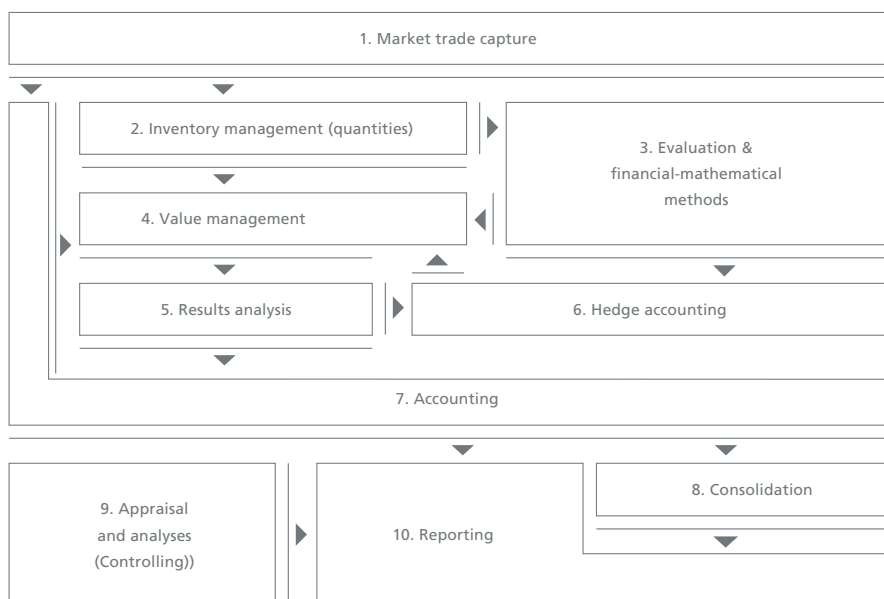 1. Market trade capture
2. Inventory management (quantities)
3. Evaluation &
financial-mathematical
methods
4. Value management
5. Results analysis
6. Hedge accounting
7. Accounting
8. Consolidation
9. Appraisal
and analyses
(Controlling))
10. Reporting